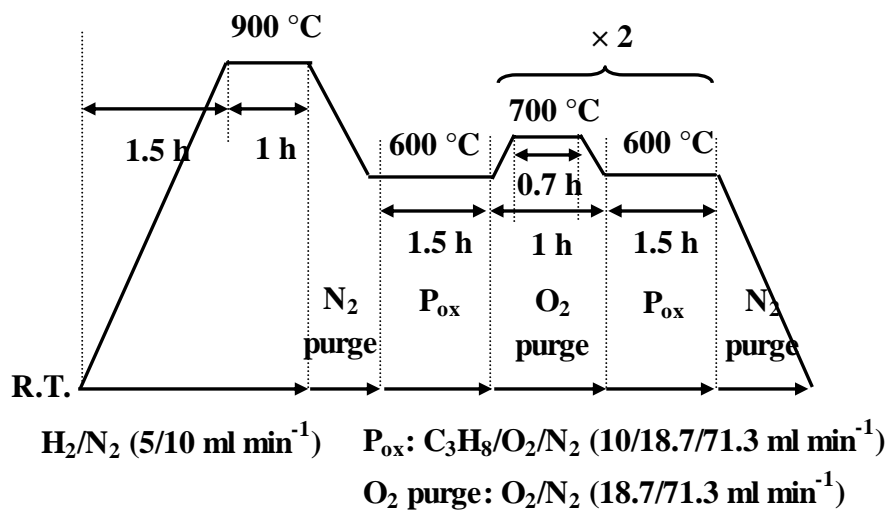 900 °C
× 2
700 °C
1.5 h
1 h
600 °C
600 °C
0.7 h
1.5 h
1 h
1.5 h
N₂
purge
Pₒₓ
O₂
purge
Pₒₓ
N₂
purge
R.T.
H₂/N₂ (5/10 ml min⁻¹)
Pₒₓ: C₃H₈/O₂/N₂ (10/18.7/71.3 ml min⁻¹)
O₂ purge: O₂/N₂ (18.7/71.3 ml min⁻¹)